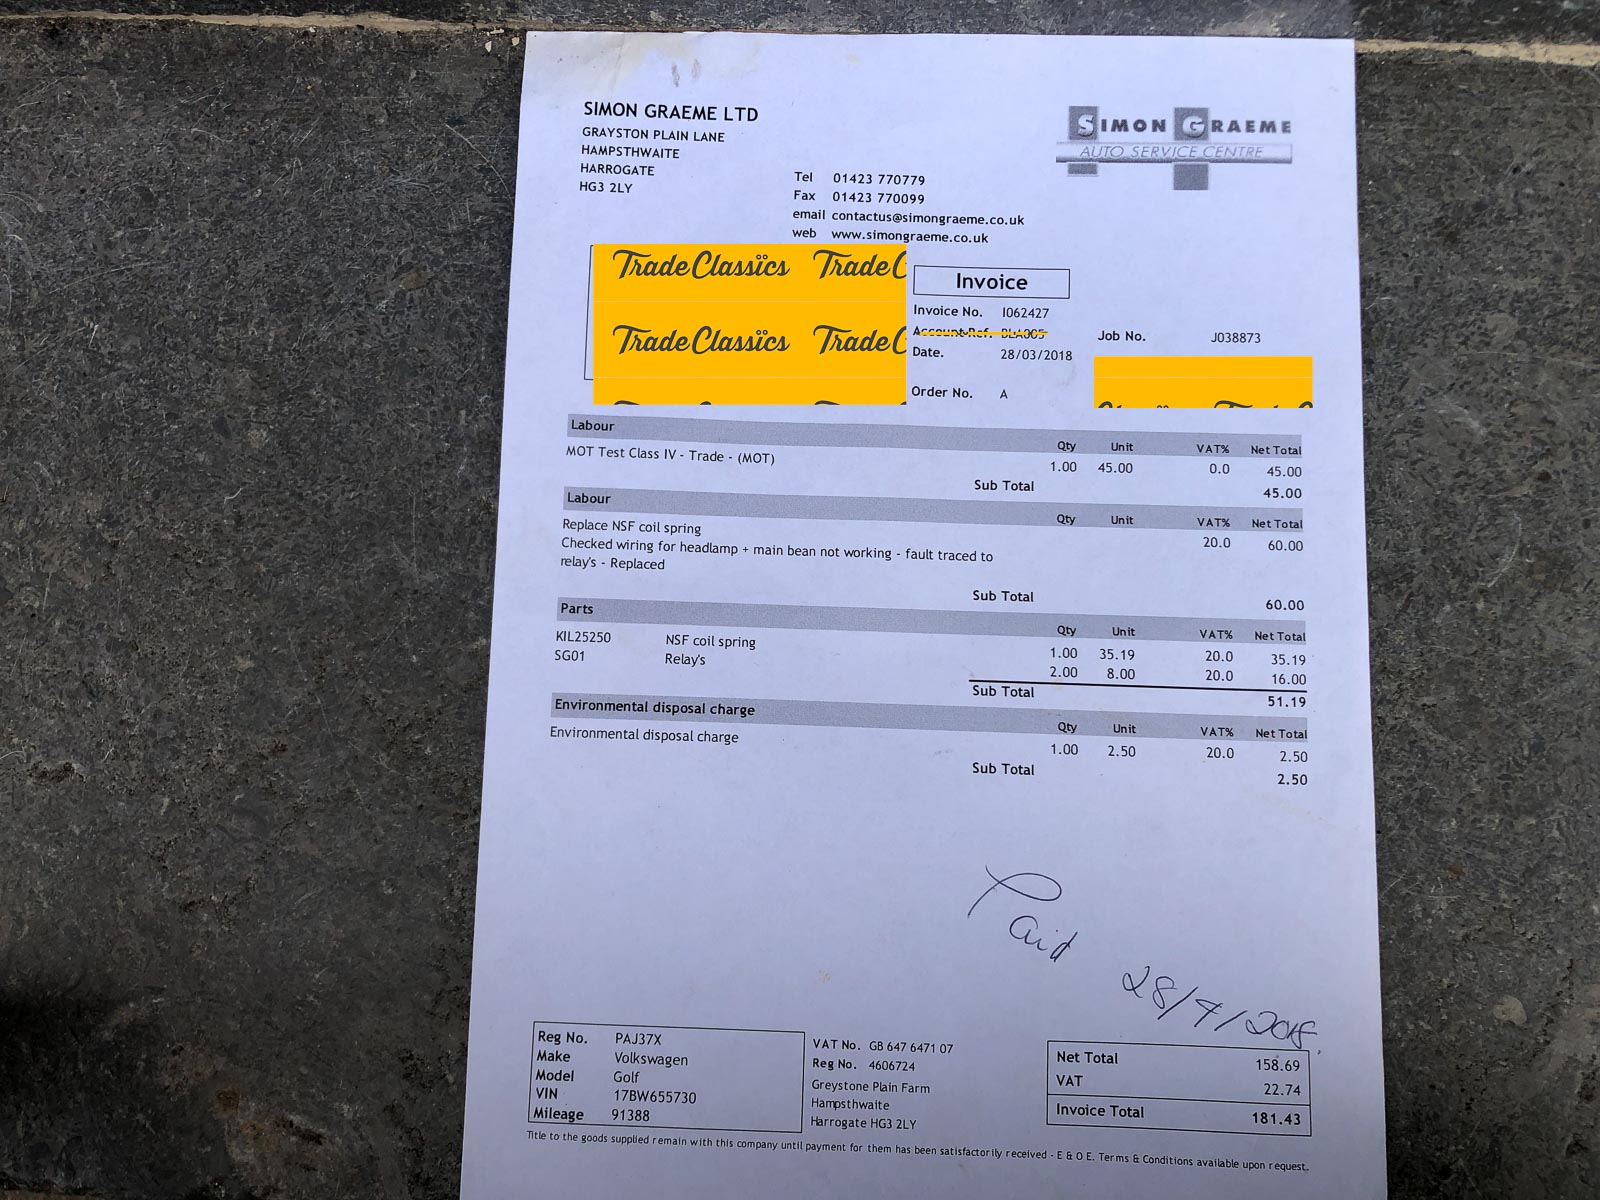 SIMON GRAEME LTD
GRAYSTON PLAIN LANE
HAMPSTHWAITE
HARROGATE
HG3 2LY
SIMON GRAEME
AUTO SERVICE CENTRE
Tel 01423 770779
Fax 01423 770099
email contactus@simongraeme.co.uk
web www.simongraeme.co.uk
Trade Classics Trade C
Trade Classics Trade C
Invoice
Invoice No. I062427
Account Ref. BLA005
Date. 28/03/2018
Order No. A
Job No. J038873
Labour Qty Unit VAT% Net Total
MOT Test Class IV - Trade - (MOT) 1.00 45.00 0.0 45.00
Sub Total 45.00
Labour Qty Unit VAT% Net Total
Replace NSF coil spring 20.0 60.00
Checked wiring for headlamp + main bean not working - fault traced to
relay's - Replaced
Sub Total 60.00
Parts Qty Unit VAT% Net Total
KIL25250 NSF coil spring 1.00 35.19 20.0 35.19
SG01 Relay's 2.00 8.00 20.0 16.00
Sub Total 51.19
Environmental disposal charge Qty Unit VAT% Net Total
Environmental disposal charge 1.00 2.50 20.0 2.50
Sub Total 2.50
Paid
28/4/2018
Reg No. PAJ37X
Make Volkswagen
Model Golf
VIN 17BW655730
Mileage 91388
VAT No. GB 647 6471 07
Reg No. 4606724
Greystone Plain Farm
Hampsthwaite
Harrogate HG3 2LY
Net Total 158.69
VAT 22.74
Invoice Total 181.43
Title to the goods supplied remain with this company until payment for them has been satisfactorily received - E & O E. Terms & Conditions available upon request.